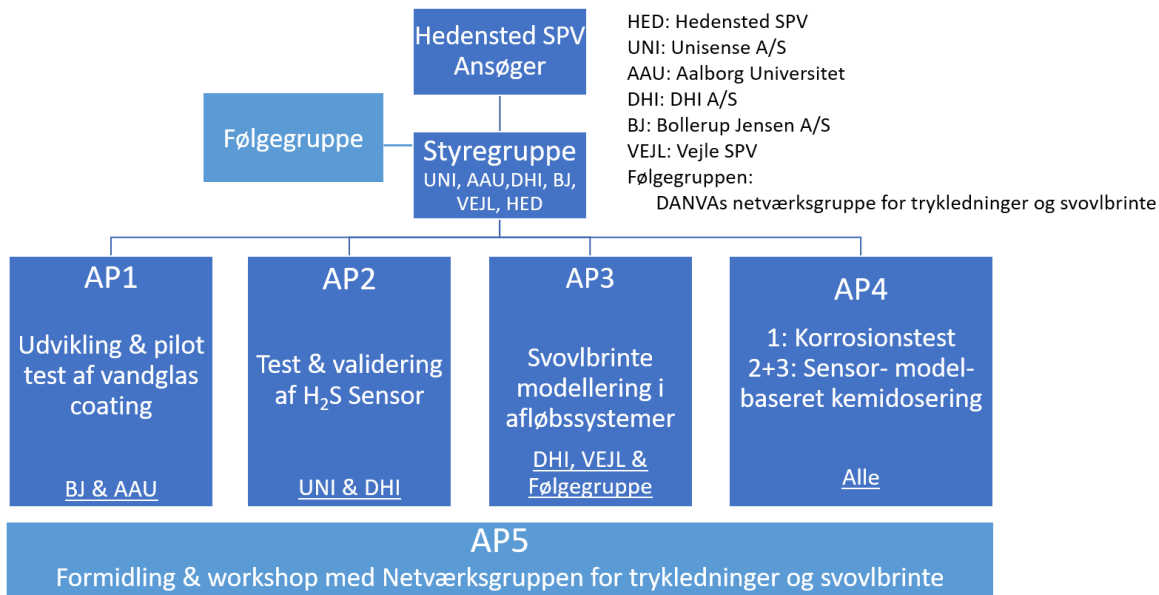 Hedensted SPV
Ansøger
HED: Hedensted SPV
UNI: Unisense A/S
AAU: Aalborg Universitet
DHI: DHI A/S
BJ: Bollerup Jensen A/S
VEJL: Vejle SPV
Følgegruppen:
DANVAs netværksgruppe for trykledninger og svovlbrinte
Følgegruppe
Styregruppe
UNI, AAU,DHI, BJ,
VEJL, HED
AP1
Udvikling & pilot
test af vandglas
coating
BJ & AAU
AP2
Test & validering
af H₂S Sensor
UNI & DHI
AP3
Svovlbrinte
modellering i
afløbssystemer
DHI, VEJL &
Følgegruppe
AP4
1: Korrosionstest
2+3: Sensor- model-
baseret kemidosering
Alle
AP5
Formidling & workshop med Netværksgruppen for trykledninger og svovlbrinte